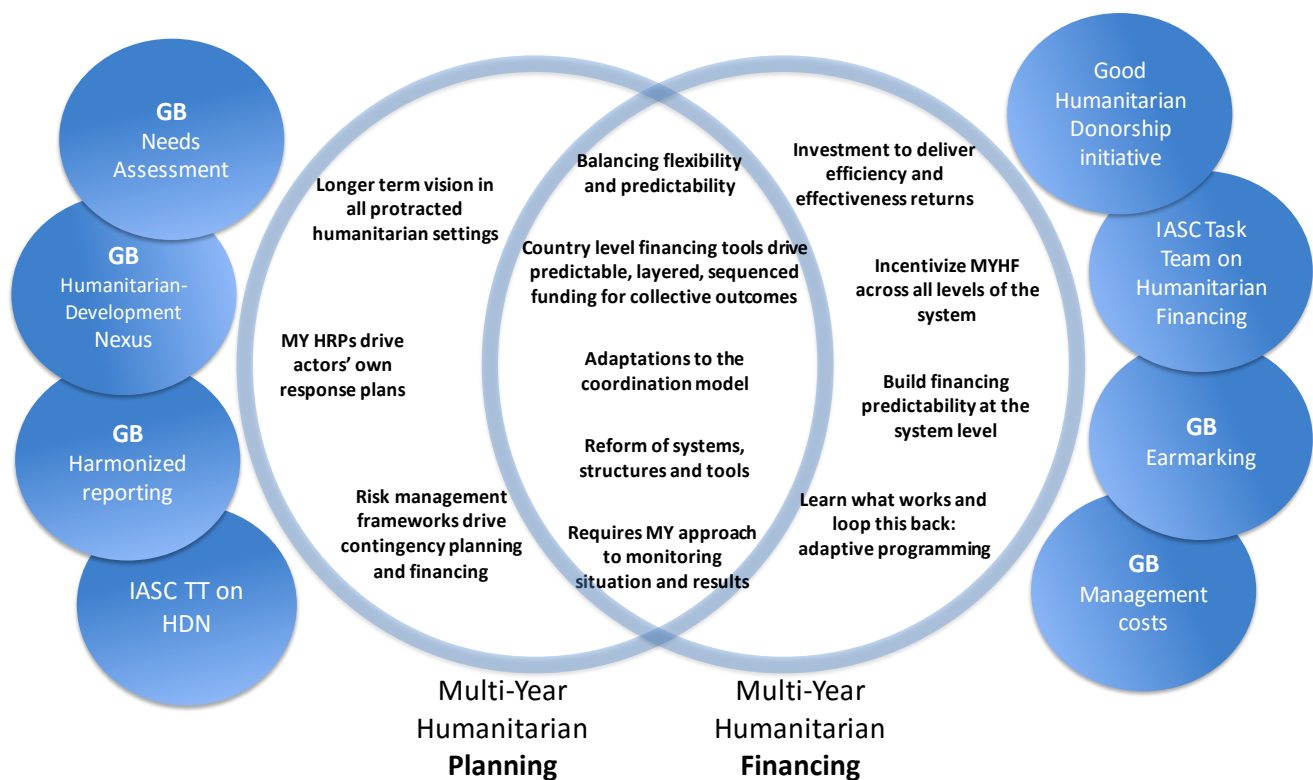 GB
Needs
Assessment
GB
Humanitarian-
Development
Nexus
GB
Harmonized
reporting
IASC TT on
HDN
Longer term vision in
all protracted
humanitarian settings
MY HRPs drive
actors’ own
response plans
Risk management
frameworks drive
contingency planning
and financing
Balancing flexibility
and predictability
Country level financing tools drive
predictable, layered, sequenced
funding for collective outcomes
Adaptations to the
coordination model
Reform of systems,
structures and tools
Requires MY approach
to monitoring
situation and results
Investment to deliver
efficiency and
effectiveness returns
Incentivize MYHF
across all levels of the
system
Build financing
predictability at the
system level
Learn what works and
loop this back:
adaptive programming
Good
Humanitarian
Donorship
initiative
IASC Task
Team on
Humanitarian
Financing
GB
Earmarking
GB
Management
costs
Multi-Year
Humanitarian
Planning
Multi-Year
Humanitarian
Financing